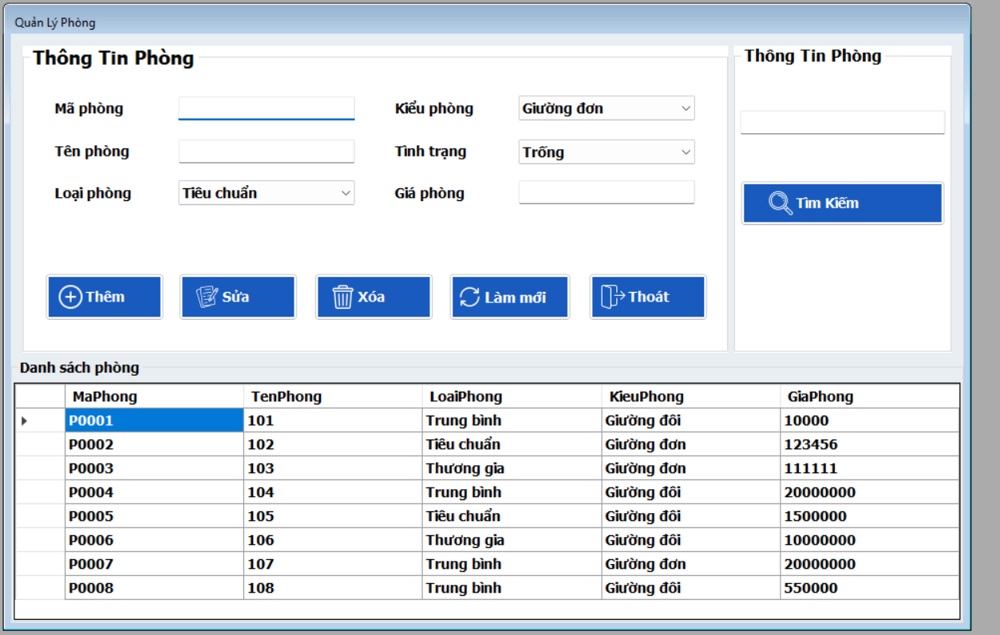 Quản Lý Phòng
Thông Tin Phòng
Mã phòng
Kiểu phòng Giường đơn
Tên phòng
Tình trạng Trống
Loại phòng Tiêu chuẩn
Giá phòng
Thêm Sửa Xóa Làm mới Thoát
Thông Tin Phòng
Tìm Kiếm
Danh sách phòng
MaPhong TenPhong LoaiPhong KieuPhong GiaPhong
P0001 101 Trung bình Giường đôi 10000
P0002 102 Tiêu chuẩn Giường đơn 123456
P0003 103 Thương gia Giường đơn 111111
P0004 104 Trung bình Giường đôi 20000000
P0005 105 Tiêu chuẩn Giường đôi 1500000
P0006 106 Thương gia Giường đôi 10000000
P0007 107 Trung bình Giường đơn 20000000
P0008 108 Trung bình Giường đôi 550000